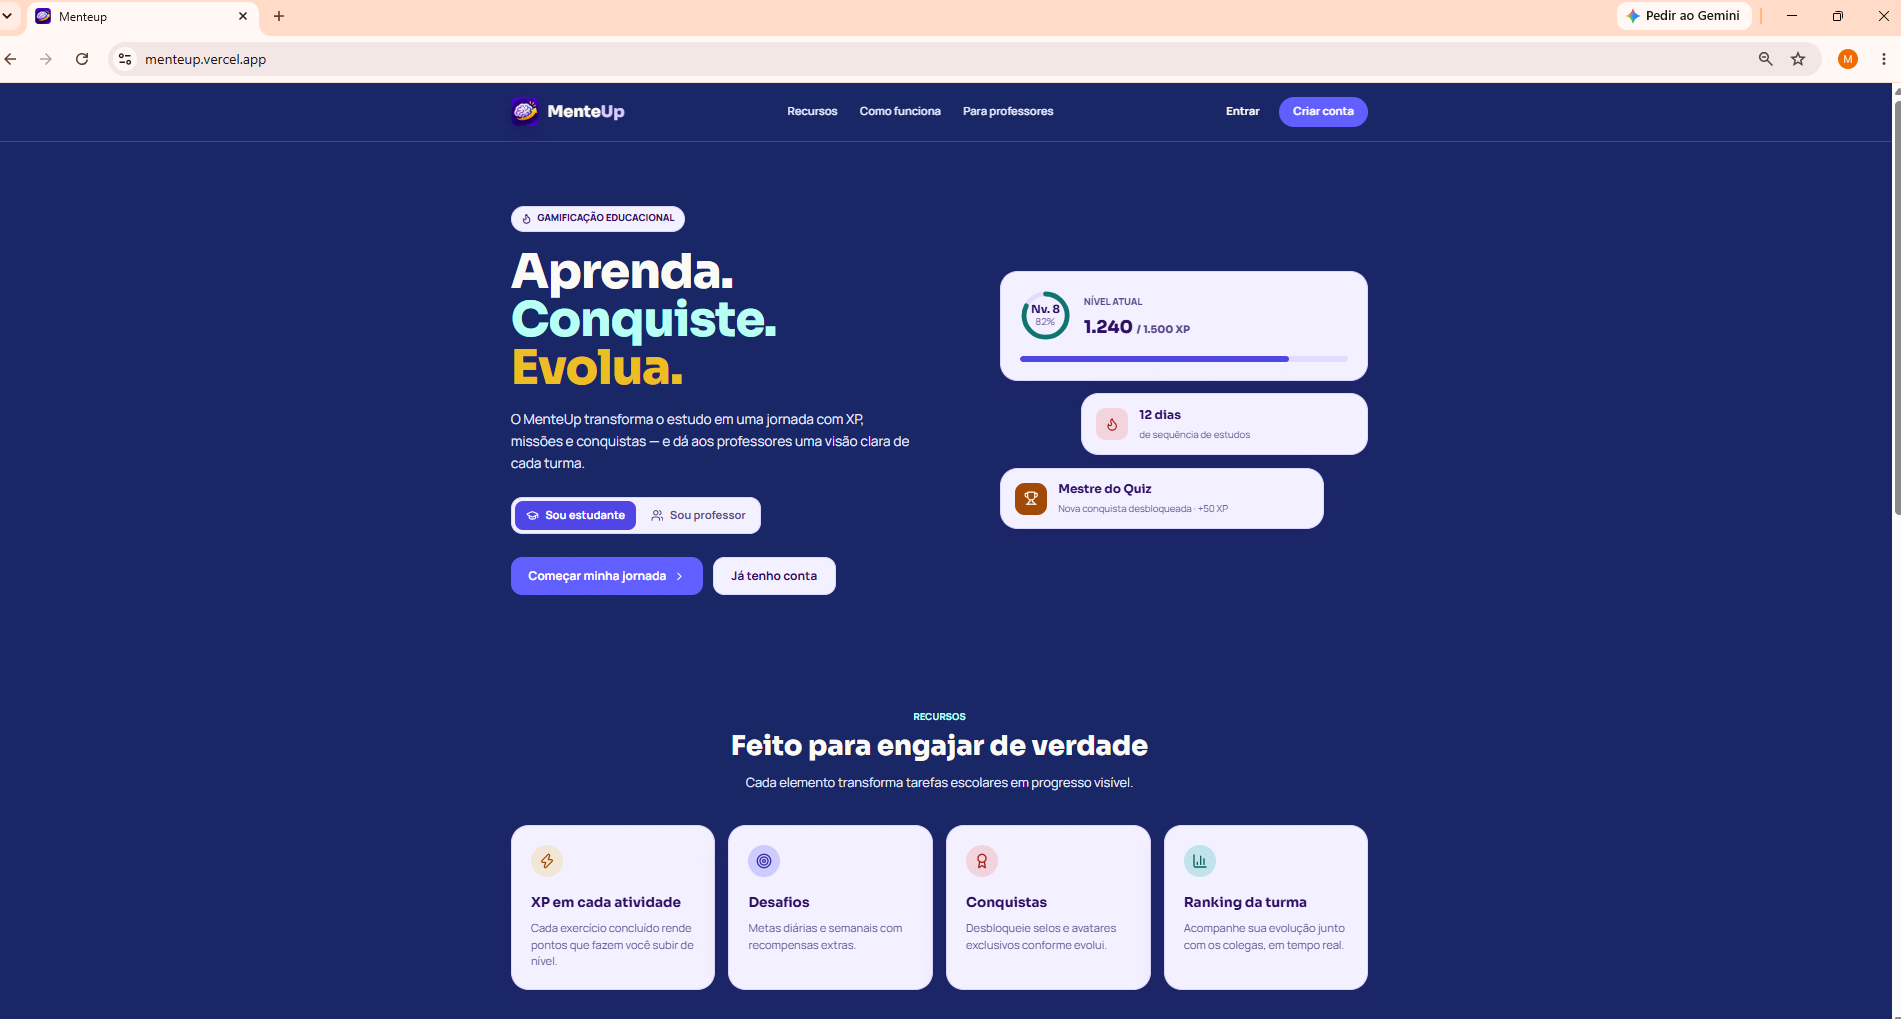 Menteup
Pedir ao Gemini
menteup.vercel.app
M
MenteUp
Recursos
Como funciona
Para professores
Entrar
Criar conta
GAMIFICAÇÃO EDUCACIONAL
Aprenda.
Conquiste.
Evolua.
O MenteUp transforma o estudo em uma jornada com XP,
missões e conquistas — e dá aos professores uma visão clara de
cada turma.
Sou estudante
Sou professor
Começar minha jornada
Já tenho conta
Nv. 8
82%
NÍVEL ATUAL
1.240 / 1.500 XP
12 dias
de sequência de estudos
Mestre do Quiz
Nova conquista desbloqueada · +50 XP
RECURSOS
Feito para engajar de verdade
Cada elemento transforma tarefas escolares em progresso visível.
XP em cada atividade
Cada exercício concluído rende
pontos que fazem você subir de
nível.
Desafios
Metas diárias e semanais com
recompensas extras.
Conquistas
Desbloqueie selos e avatares
exclusivos conforme evolui.
Ranking da turma
Acompanhe sua evolução junto
com os colegas, em tempo real.